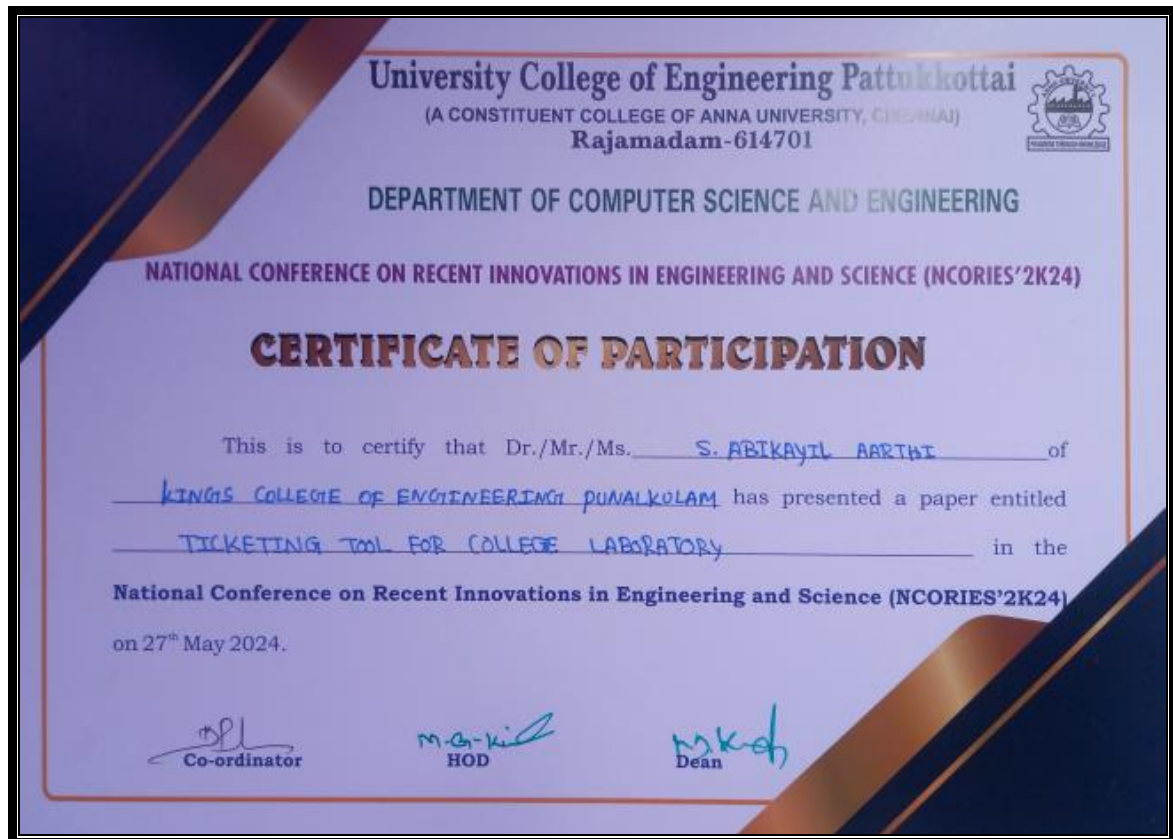 University College of Engineering Pattukkottai
(A CONSTITUENT COLLEGE OF ANNA UNIVERSITY, CHENNAI)
Rajamadam-614701
DEPARTMENT OF COMPUTER SCIENCE AND ENGINEERING
NATIONAL CONFERENCE ON RECENT INNOVATIONS IN ENGINEERING AND SCIENCE (NCORIES'2K24)
CERTIFICATE OF PARTICIPATION
This is to certify that Dr./Mr./Ms. S. ABIKAYIL AARTHI of
KINGS COLLEGE OF ENGINEERING PUNALKULAM has presented a paper entitled
TICKETING TOOL FOR COLLEGE LABORATORY in the
National Conference on Recent Innovations in Engineering and Science (NCORIES'2K24)
on 27th May 2024.
Co-ordinator
HOD
Dean